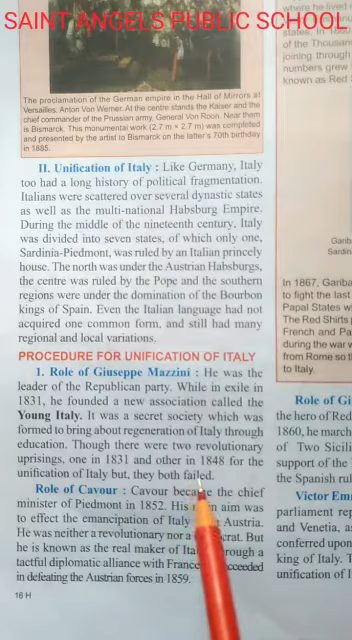 SAINT ANGELS PUBLIC SCHOOL
The proclamation of the German empire in the Hall of Mirrors at
Versailles, Anton Von Werner. At the centre stands the Kaiser and the
chief commander of the Prussian army, General Von Roon. Near them
is Bismarck. This monumental work (2.7 m × 2.7 m) was completed
and presented by the artist to Bismarck on the latter's 70th birthday
in 1885.
II. Unification of Italy : Like Germany, Italy
too had a long history of political fragmentation.
Italians were scattered over several dynastic states
as well as the multi-national Habsburg Empire.
During the middle of the nineteenth century, Italy
was divided into seven states, of which only one,
Sardinia-Piedmont, was ruled by an Italian princely
house. The north was under the Austrian Habsburgs,
the centre was ruled by the Pope and the southern
regions were under the domination of the Bourbon
kings of Spain. Even the Italian language had not
acquired one common form, and still had many
regional and local variations.
PROCEDURE FOR UNIFICATION OF ITALY
1. Role of Giuseppe Mazzini : He was the
leader of the Republican party. While in exile in
1831, he founded a new association called the
Young Italy. It was a secret society which was
formed to bring about regeneration of Italy through
education. Though there were two revolutionary
uprisings, one in 1831 and other in 1848 for the
unification of Italy but, they both failed.
Role of Cavour : Cavour became the chief
minister of Piedmont in 1852. His main aim was
to effect the emancipation of Italy Austria.
He was neither a revolutionary nor a
But
he is known as the real maker of Italy through a
tactful diplomatic alliance with France succeeded
in defeating the Austrian forces in 1859.
16 H
where he lived
states. In
of the Thousan
joining through
numbers grew
known as Red
Garib
Sardin
In 1867, Gariba
to fight the last
Papal States w
The Red Shirts
French and Pa
during the war w
from Rome so t
to Italy.
Role of Gi
the hero of Red
1860, he march
of Two Sicili
support of the
the Spanish rul
Victor Em
parliament rep
and Venetia, a
conferred upon
king of Italy. T
unification of I